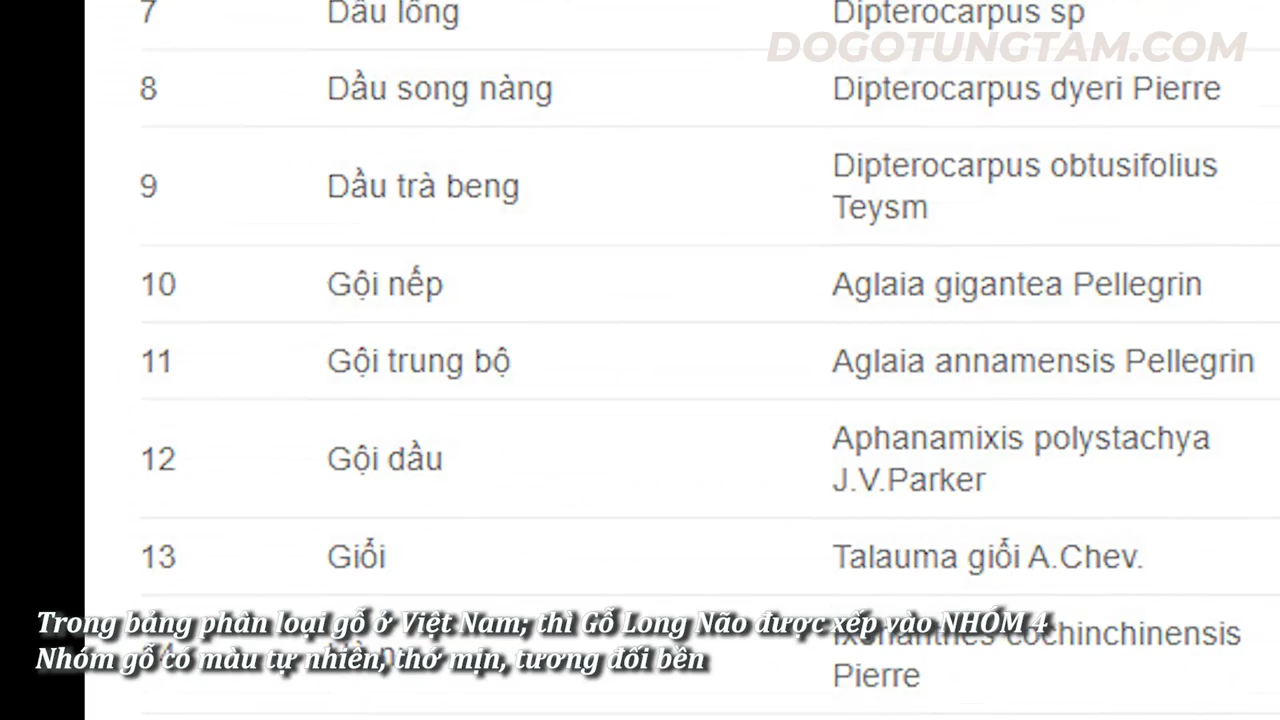 7 Dầu lông Dipterocarpus sp
DOGOTUNGTAM.COM
8 Dầu song nàng Dipterocarpus dyeri Pierre
9 Dầu trà beng Dipterocarpus obtusifolius
Teysm
10 Gội nếp Aglaia gigantea Pellegrin
11 Gội trung bộ Aglaia annamensis Pellegrin
12 Gội dầu Aphanamixis polystachya
J.V.Parker
13 Giổi Talauma giổi A.Chev.
Trong bảng phân loại gỗ ở Việt Nam; thì Gỗ Long Não được xếp vào NHÓM 4
Ixonanthes cochinchinensis
Nhóm gỗ có màu tự nhiên, thớ mịn, tương đối bền
Pierre